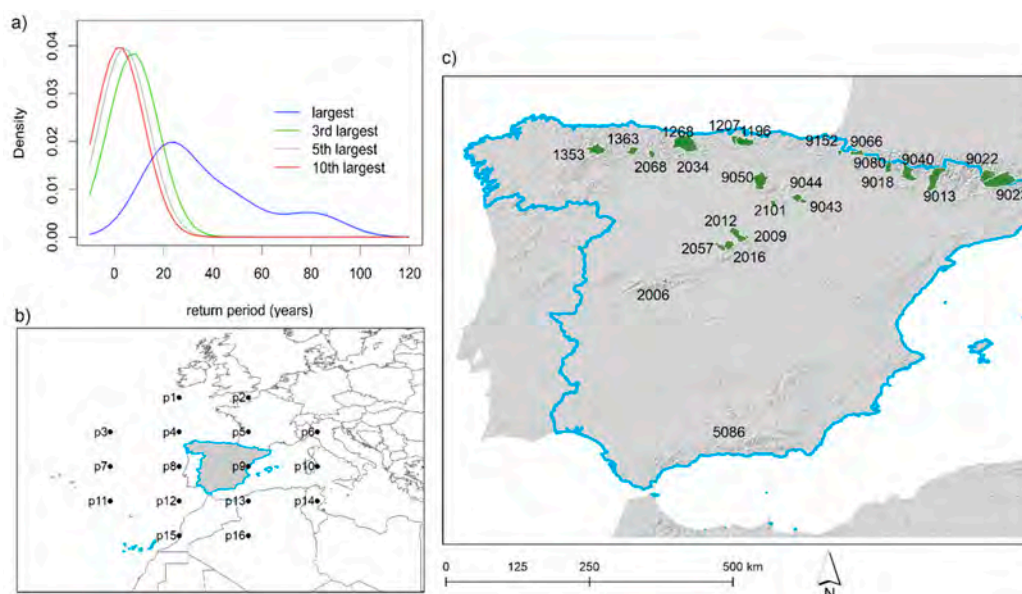 a)
0.04
0.03
0.02
0.01
0.00
Density
largest
3rd largest
5th largest
10th largest
0 20 40 60 80 100 120
return period (years)
b)
p1 p2
p3 p4 p5 p6
p7 p8 p9 p10
p11 p12 p13 p14
p15 p16
c)
1353 1363 1268 1207 1196 9152 9066 9040 9022
2068 2034 9080
9018 9013 9023
9050 9044
2101 9043
2012
2057 2009
2016
2006
5086
0 125 250 500 km
N